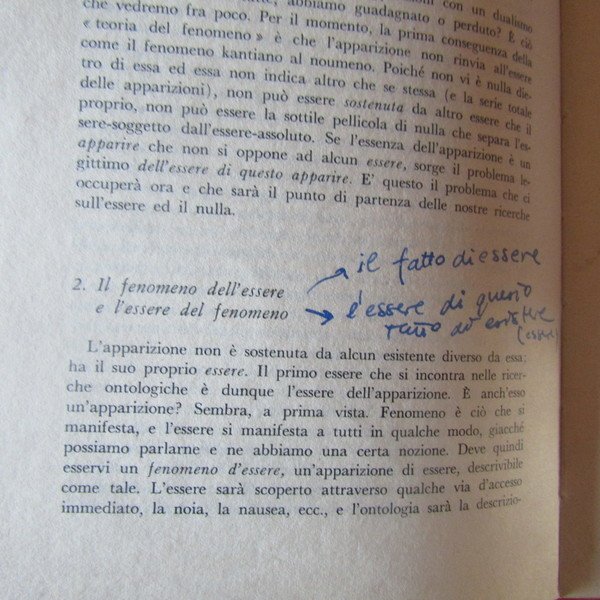 con un dualismo
che vedremo fra poco. Per il momento, la prima conseguenza della
« teoria del fenomeno » è che l'apparizione non rinvia all'essere
come il fenomeno kantiano al noumeno. Poiché non vi è nulla die-
tro di essa ed essa non indica altro che se stessa (e la serie totale
delle apparizioni), non può essere sostenuta da altro essere che il
proprio, non può essere la sottile pellicola di nulla che separa l'es-
sere-soggetto dall'essere-assoluto. Se l'essenza dell'apparizione è un
apparire che non si oppone ad alcun essere, sorge il problema le-
gittimo dell'essere di questo apparire. E' questo il problema che ci
occuperà ora e che sarà il punto di partenza delle nostre ricerche
sull'essere ed il nulla.
il fatto di essere
2. Il fenomeno dell'essere
e l'essere del fenomeno
l'essere di questo
fatto di esistere
(essere)
L'apparizione non è sostenuta da alcun esistente diverso da essa:
ha il suo proprio essere. Il primo essere che si incontra nelle ricer-
che ontologiche è dunque l'essere dell'apparizione. È anch'esso
un'apparizione? Sembra, a prima vista. Fenomeno è ciò che si
manifesta, e l'essere si manifesta a tutti in qualche modo, giacché
possiamo parlarne e ne abbiamo una certa nozione. Deve quindi
esservi un fenomeno d'essere, un'apparizione di essere, descrivibile
come tale. L'essere sarà scoperto attraverso qualche via d'accesso
immediato, la noia, la nausea, ecc., e l'ontologia sarà la descrizio-